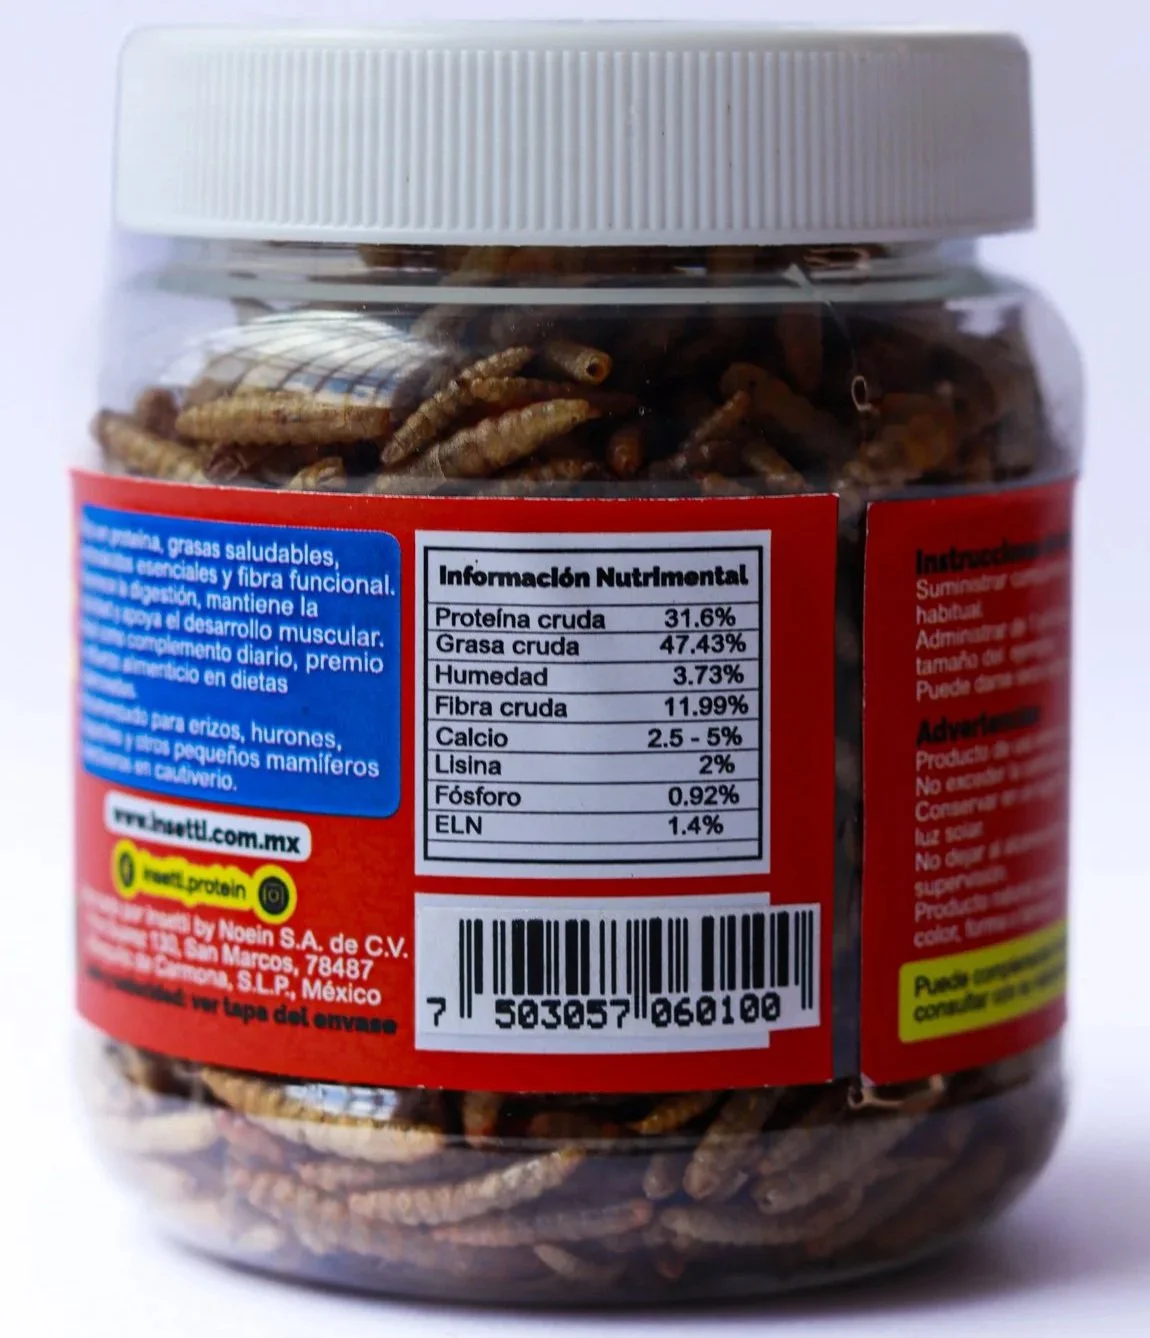 proteína, grasas saludables,
esenciales y fibra funcional.
la digestión, mantiene la
y apoya el desarrollo muscular.
complemento diario, premio
alimenticio en dietas
para erizos, hurones,
y otros pequeños mamíferos
en cautiverio.
www.insetti.com.mx
insetti.protein
Insetti by Noein S.A. de C.V.
130, San Marcos, 78487
de Carmona, S.L.P., México
ver tapa del envase
Información Nutrimental
Proteína cruda 31.6%
Grasa cruda 47.43%
Humedad 3.73%
Fibra cruda 11.99%
Calcio 2.5 - 5%
Lisina 2%
Fósforo 0.92%
ELN 1.4%
7 503057 060100
Suministrar
habitual.
Administrar de
tamaño del
Puede darse
Producto de
No exceder
Conservar en
luz solar.
No dejar al
supervisión.
Producto
color,
Puede
consultar